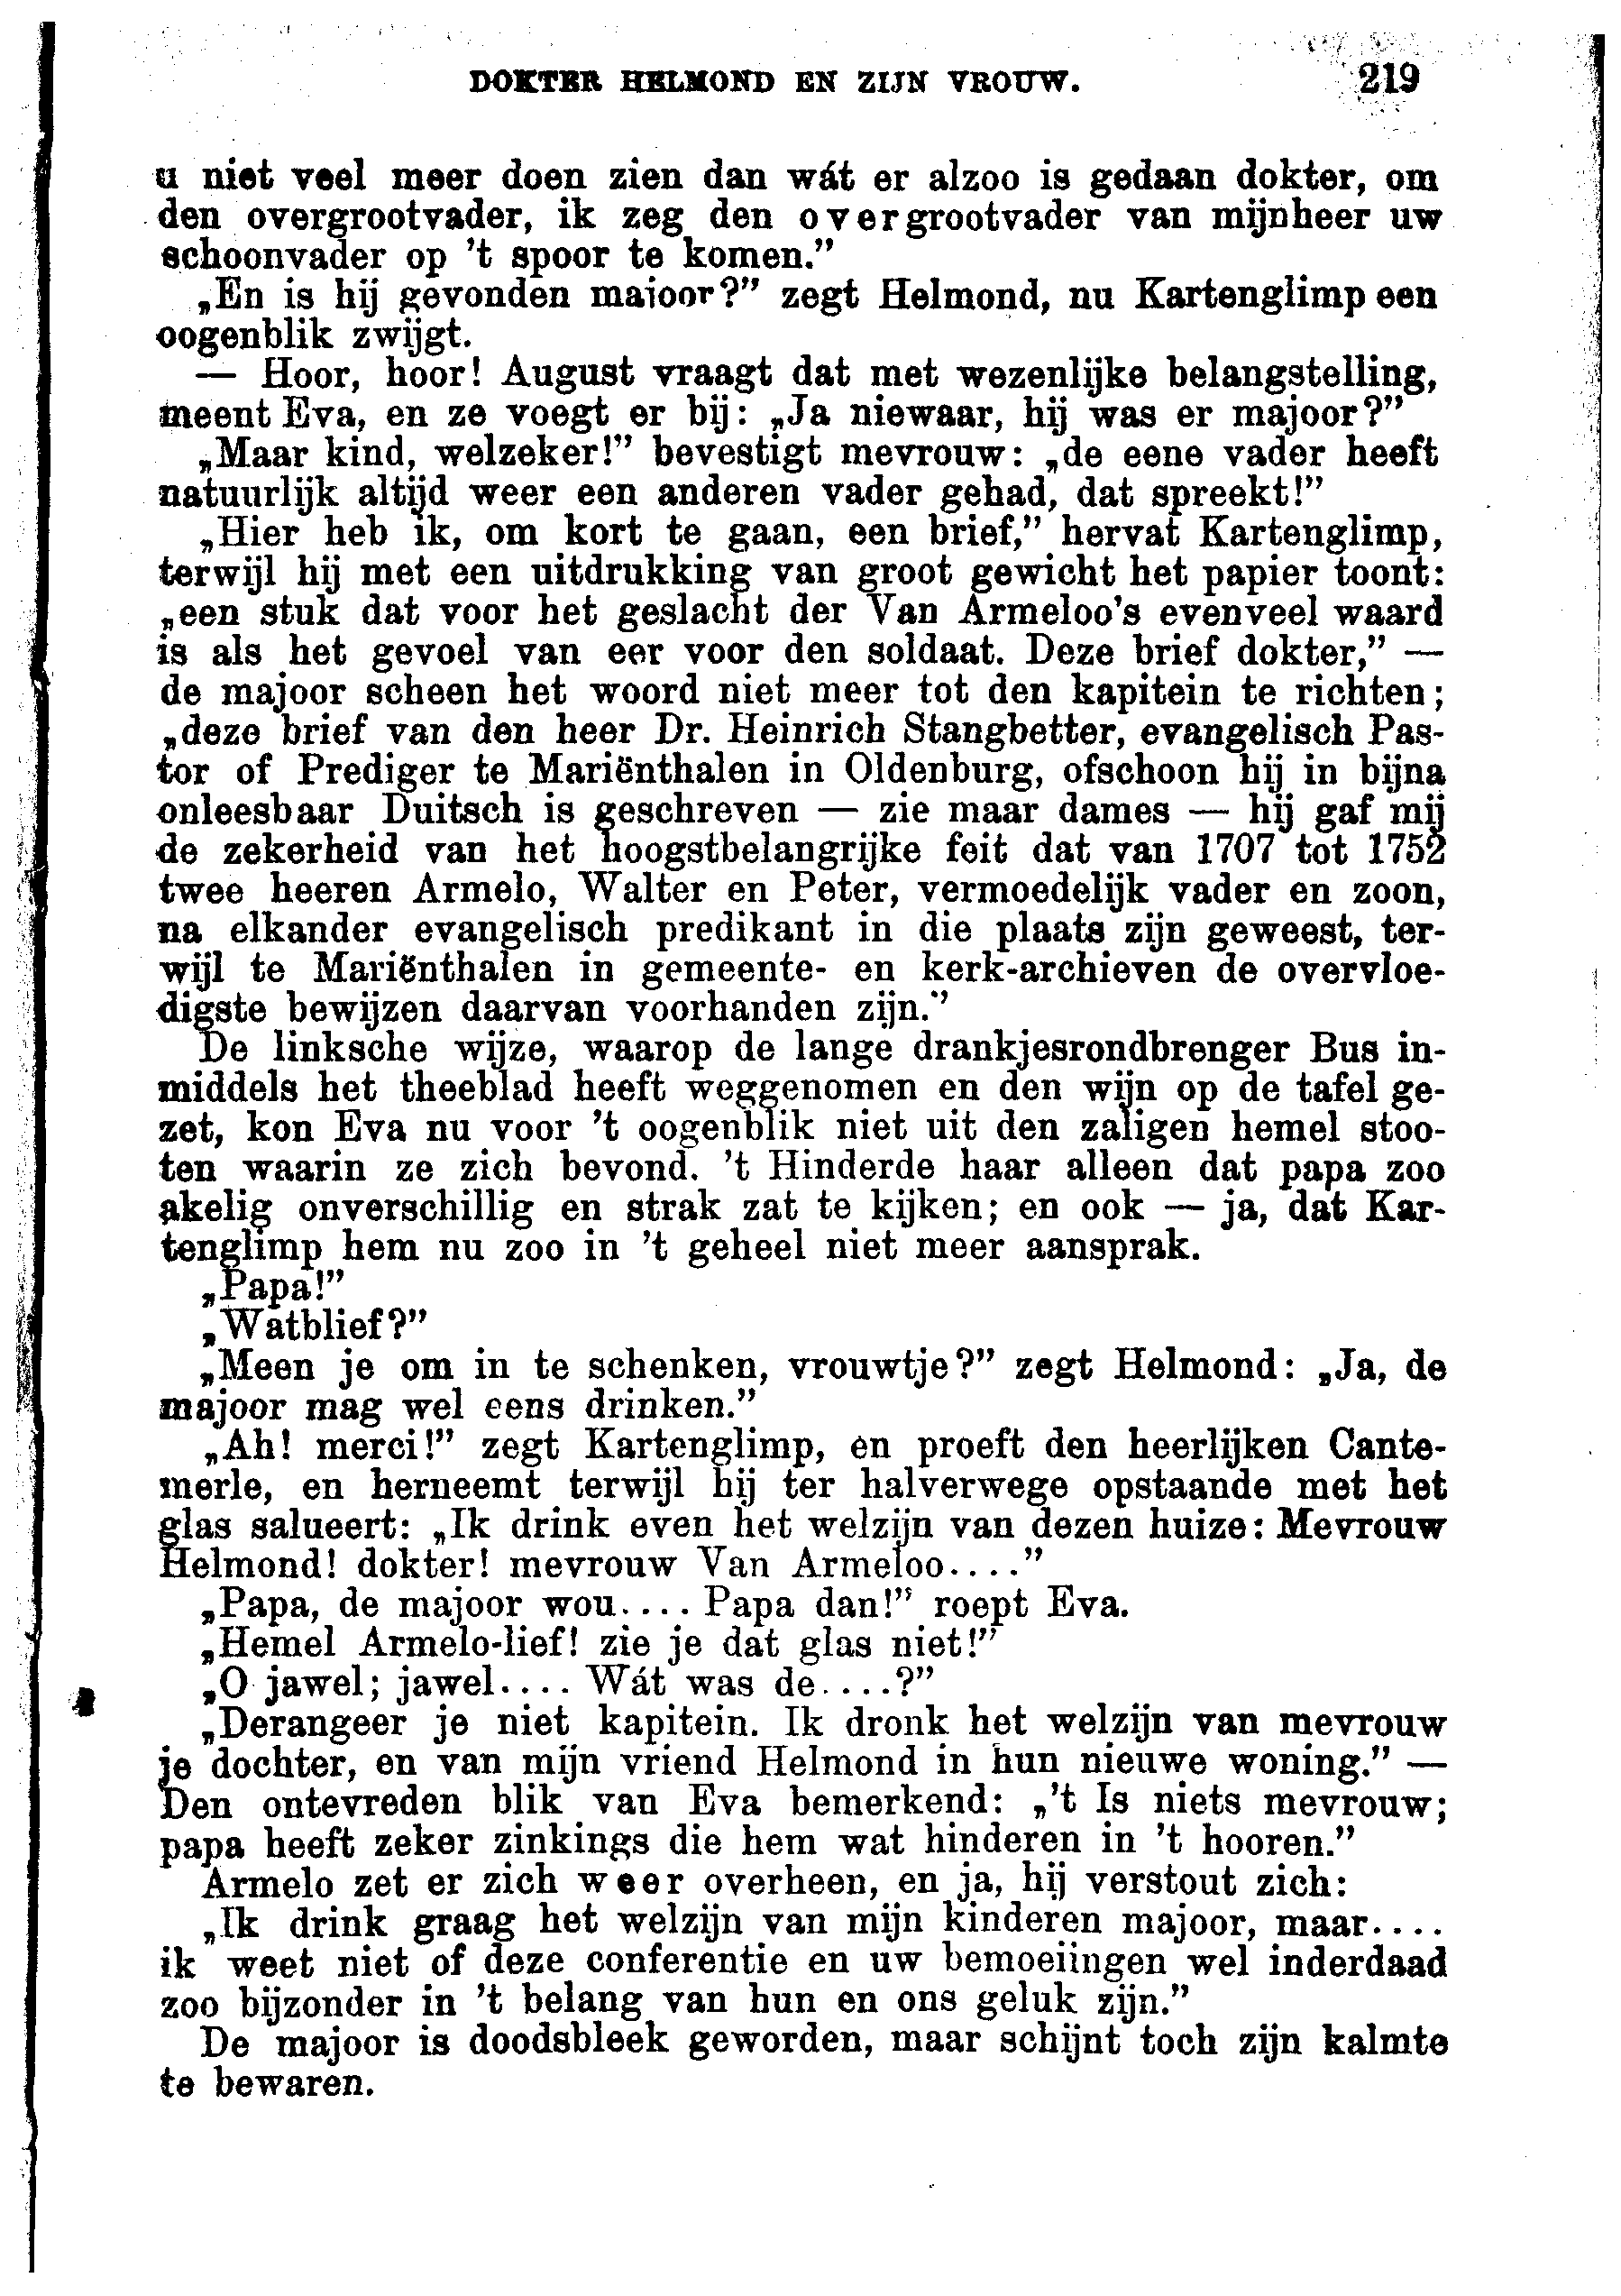 DOKTER HELMOND EN ZIJN VROUW. 219
u niet veel meer doen zien dan wát er alzoo is gedaan dokter, om
den overgrootvader, ik zeg den overgrootvader van mijnheer uw
schoonvader op 't spoor te komen.”
„En is hij gevonden majoor?” zegt Helmond, nu Kartenglimp een
oogenblik zwijgt.
— Hoor, hoor! August vraagt dat met wezenlijke belangstelling,
meent Eva, en ze voegt er bij: „Ja niewaar, hij was er majoor?”
„Maar kind, welzeker!” bevestigt mevrouw: „de eene vader heeft
natuurlijk altijd weer een anderen vader gehad, dat spreekt!”
„Hier heb ik, om kort te gaan, een brief,” hervat Kartenglimp,
terwijl hij met een uitdrukking van groot gewicht het papier toont:
„een stuk dat voor het geslacht der Van Armeloo's evenveel waard
is als het gevoel van eer voor den soldaat. Deze brief dokter,” —
de majoor scheen het woord niet meer tot den kapitein te richten;
„deze brief van den heer Dr. Heinrich Stangbetter, evangelisch Pas-
tor of Prediger te Mariënthalen in Oldenburg, ofschoon hij in bijna
onleesbaar Duitsch is geschreven — zie maar dames — hij gaf mij
de zekerheid van het hoogstbelangrijke feit dat van 1707 tot 1752
twee heeren Armelo, Walter en Peter, vermoedelijk vader en zoon,
na elkander evangelisch predikant in die plaats zijn geweest, ter-
wijl te Mariënthalen in gemeente- en kerk-archieven de overvloe-
digste bewijzen daarvan voorhanden zijn.”
De linksche wijze, waarop de lange drankjesrondbrenger Bus in-
middels het theeblad heeft weggenomen en den wijn op de tafel ge-
zet, kon Eva nu voor 't oogenblik niet uit den zaligen hemel stoo-
ten waarin ze zich bevond. 't Hinderde haar alleen dat papa zoo
akelig onverschillig en strak zat te kijken; en ook — ja, dat Kar-
tenglimp hem nu zoo in 't geheel niet meer aansprak.
„Papa!”
„Watblief?”
„Meen je om in te schenken, vrouwtje?” zegt Helmond: „Ja, de
majoor mag wel eens drinken.”
„Ah! merci!” zegt Kartenglimp, en proeft den heerlijken Cante-
merle, en herneemt terwijl hij ter halverwege opstaande met het
glas salueert: „Ik drink even het welzijn van dezen huize: Mevrouw
Helmond! dokter! mevrouw Van Armeloo....”
„Papa, de majoor wou.... Papa dan!” roept Eva.
„Hemel Armelo-lief! zie je dat glas niet!”
„O jawel; jawel.... Wát was de....?”
„Derangeer je niet kapitein. Ik dronk het welzijn van mevrouw
je dochter, en van mijn vriend Helmond in hun nieuwe woning.” —
Den ontevreden blik van Eva bemerkend: „'t Is niets mevrouw;
papa heeft zeker zinkings die hem wat hinderen in 't hooren.”
Armelo zet er zich weer overheen, en ja, hij verstout zich:
„Ik drink graag het welzijn van mijn kinderen majoor, maar....
ik weet niet of deze conferentie en uw bemoeiingen wel inderdaad
zoo bijzonder in 't belang van hun en ons geluk zijn.”
De majoor is doodsbleek geworden, maar schijnt toch zijn kalmte
te bewaren.